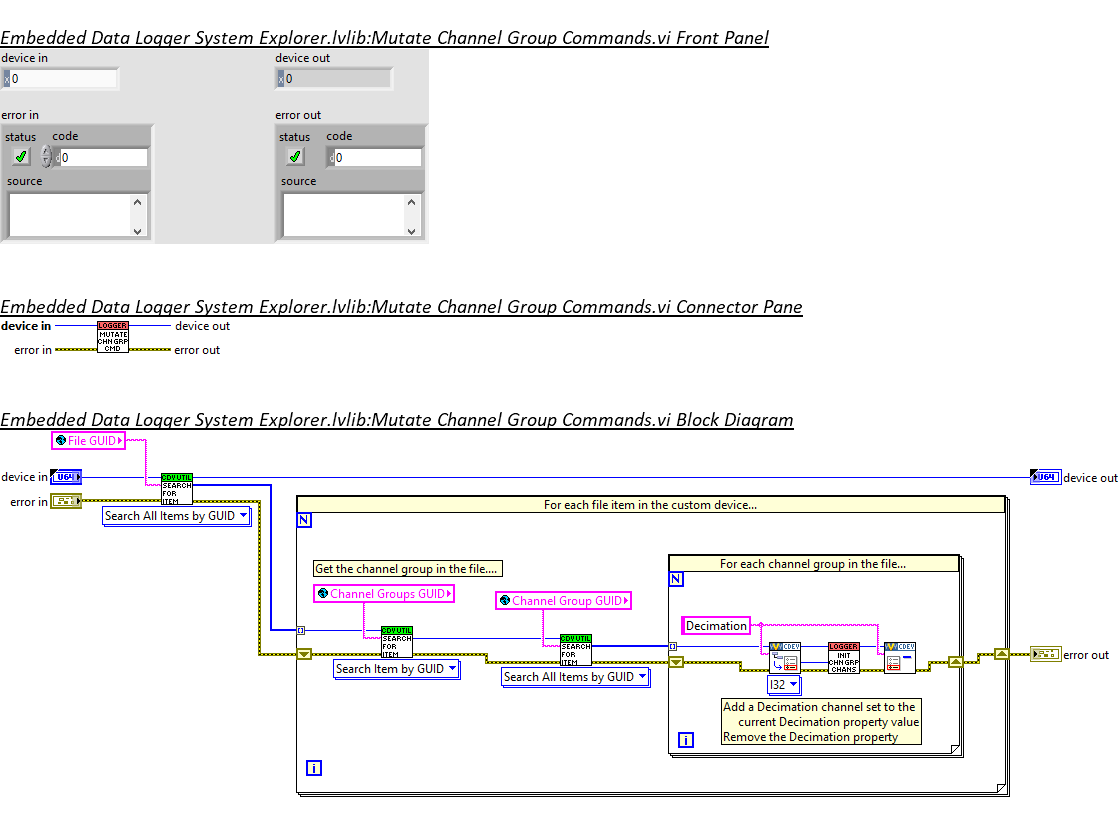 Embedded Data Logger System Explorer.lvlib:Mutate Channel Group Commands.vi Front Panel
device in
device out
x 0
x 0
error in
error out
status code
status code
d 0
d 0
source
source
Embedded Data Logger System Explorer.lvlib:Mutate Channel Group Commands.vi Connector Pane
device in
device out
error in
error out
LOGGER
MUTATE
CHN GRP
CMD
Embedded Data Logger System Explorer.lvlib:Mutate Channel Group Commands.vi Block Diagram
File GUID
device in
U64
error in
CDV UTIL
SEARCH
FOR
ITEM
Search All Items by GUID
U64
device out
For each file item in the custom device...
N
Get the channel group in the file....
Channel Groups GUID
CDV UTIL
SEARCH
FOR
ITEM
Search Item by GUID
Channel Group GUID
CDV UTIL
SEARCH
FOR
ITEM
Search All Items by GUID
For each channel group in the file...
N
Decimation
CDEV
I32
LOGGER
INIT
CHN GRP
CHANS
CDEV
Add a Decimation channel set to the
current Decimation property value
Remove the Decimation property
i
i
error out